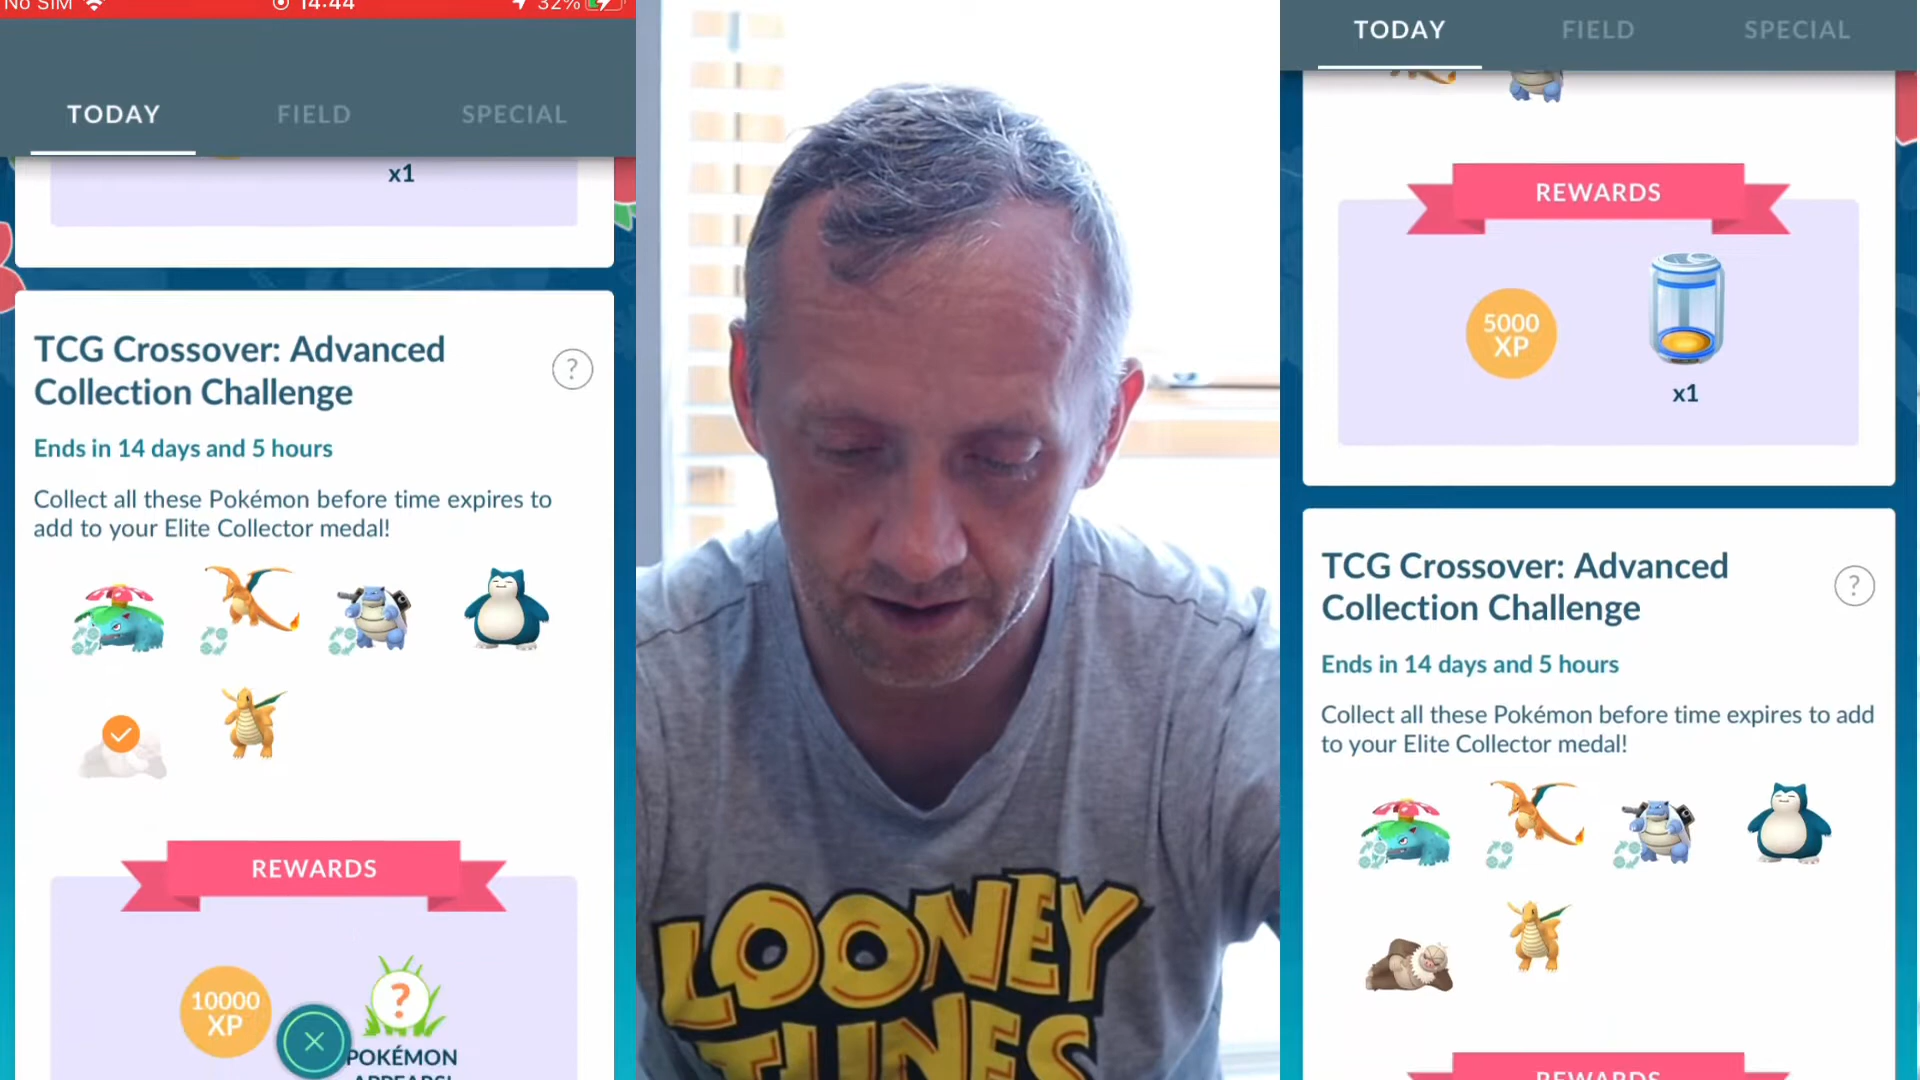 No SIM 14:44 32%
TODAY FIELD SPECIAL
x1
TCG Crossover: Advanced
Collection Challenge
?
Ends in 14 days and 5 hours
Collect all these Pokémon before time expires to
add to your Elite Collector medal!
REWARDS
10000
XP
?
POKÉMON
APPEARS!
LOONEY
TUNES
TODAY FIELD SPECIAL
REWARDS
5000
XP
x1
TCG Crossover: Advanced
Collection Challenge
?
Ends in 14 days and 5 hours
Collect all these Pokémon before time expires to add
to your Elite Collector medal!
REWARDS